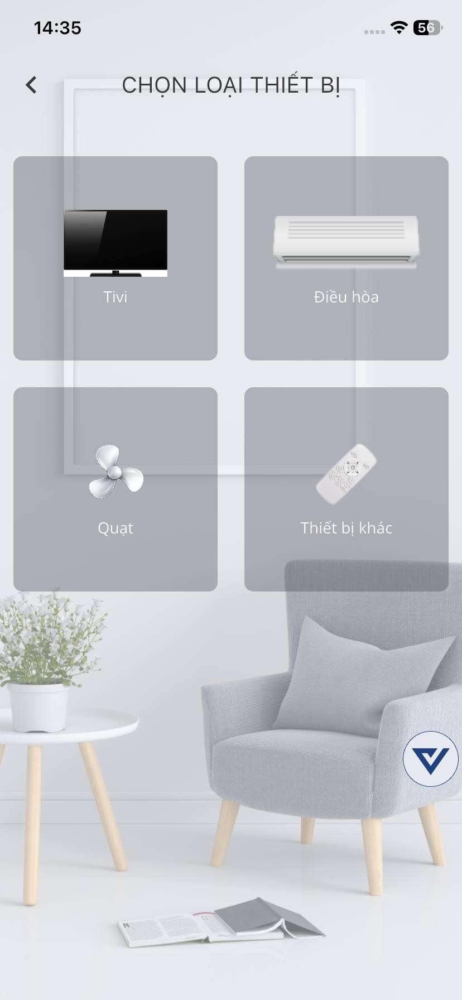 14:35
56
CHỌN LOẠI THIẾT BỊ
Tivi
Điều hòa
Quạt
Thiết bị khác